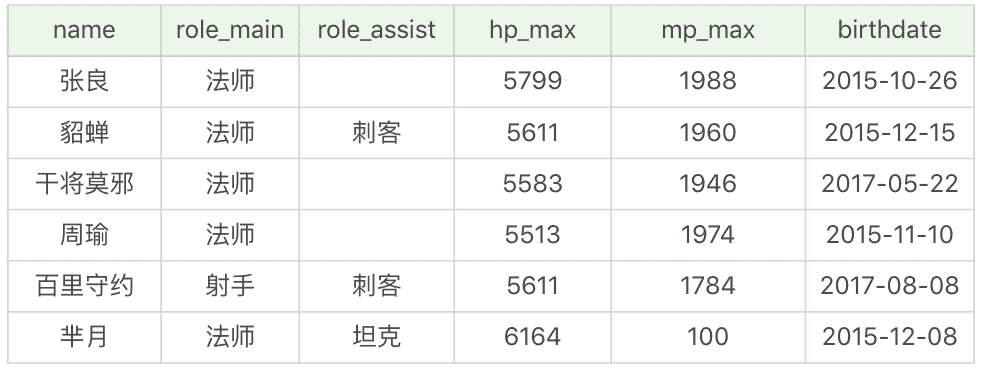 name role_main role_assist hp_max mp_max birthdate
张良 法师 5799 1988 2015-10-26
貂蝉 法师 刺客 5611 1960 2015-12-15
干将莫邪 法师 5583 1946 2017-05-22
周瑜 法师 5513 1974 2015-11-10
百里守约 射手 刺客 5611 1784 2017-08-08
芈月 法师 坦克 6164 100 2015-12-08